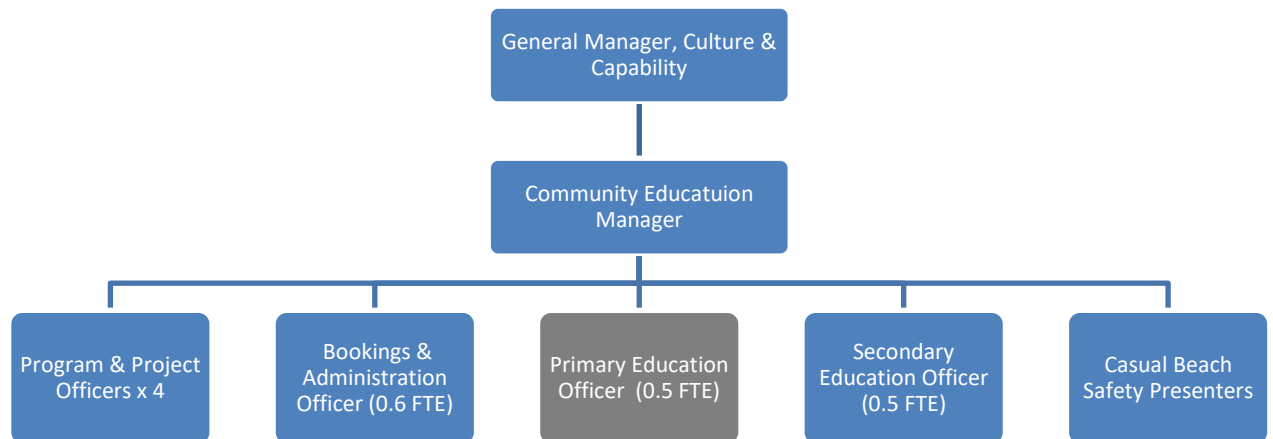 General Manager, Culture &
Capability
Community Educatuion
Manager
Program & Project
Officers x 4
Bookings &
Administration
Officer (0.6 FTE)
Primary Education
Officer (0.5 FTE)
Secondary
Education Officer
(0.5 FTE)
Casual Beach
Safety Presenters